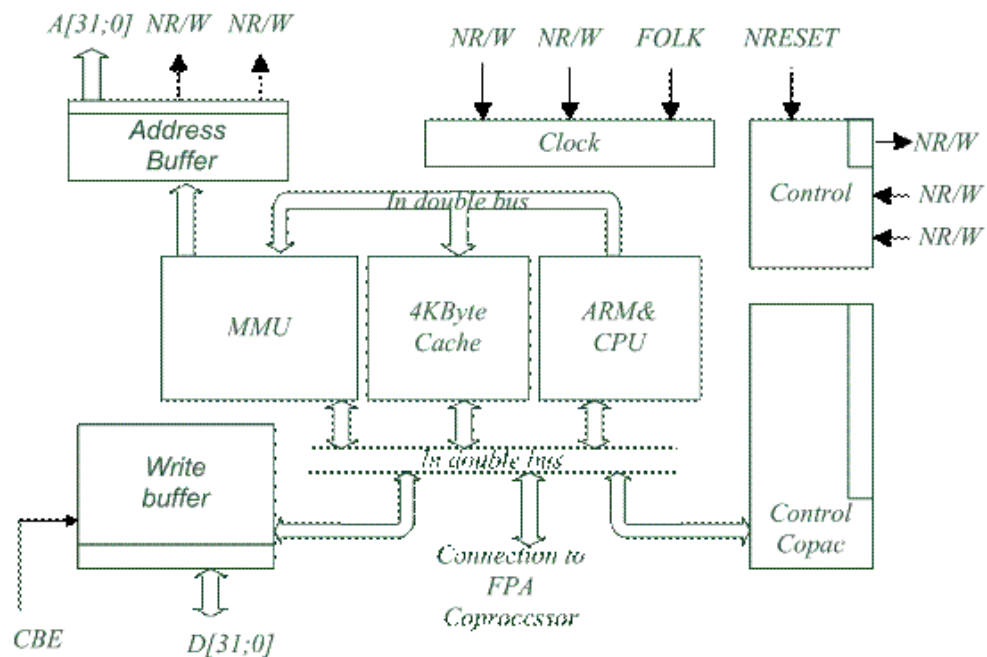 A[31;0] NR/W NR/W
NR/W NR/W FOLK NRESET
Address
Buffer
Clock
Control
NR/W
NR/W
NR/W
In double bus
MMU
4KByte
Cache
ARM&
CPU
In double bus
Write
buffer
Control
Copac
Connection to
FPA
Coproccssor
CBE
D[31;0]